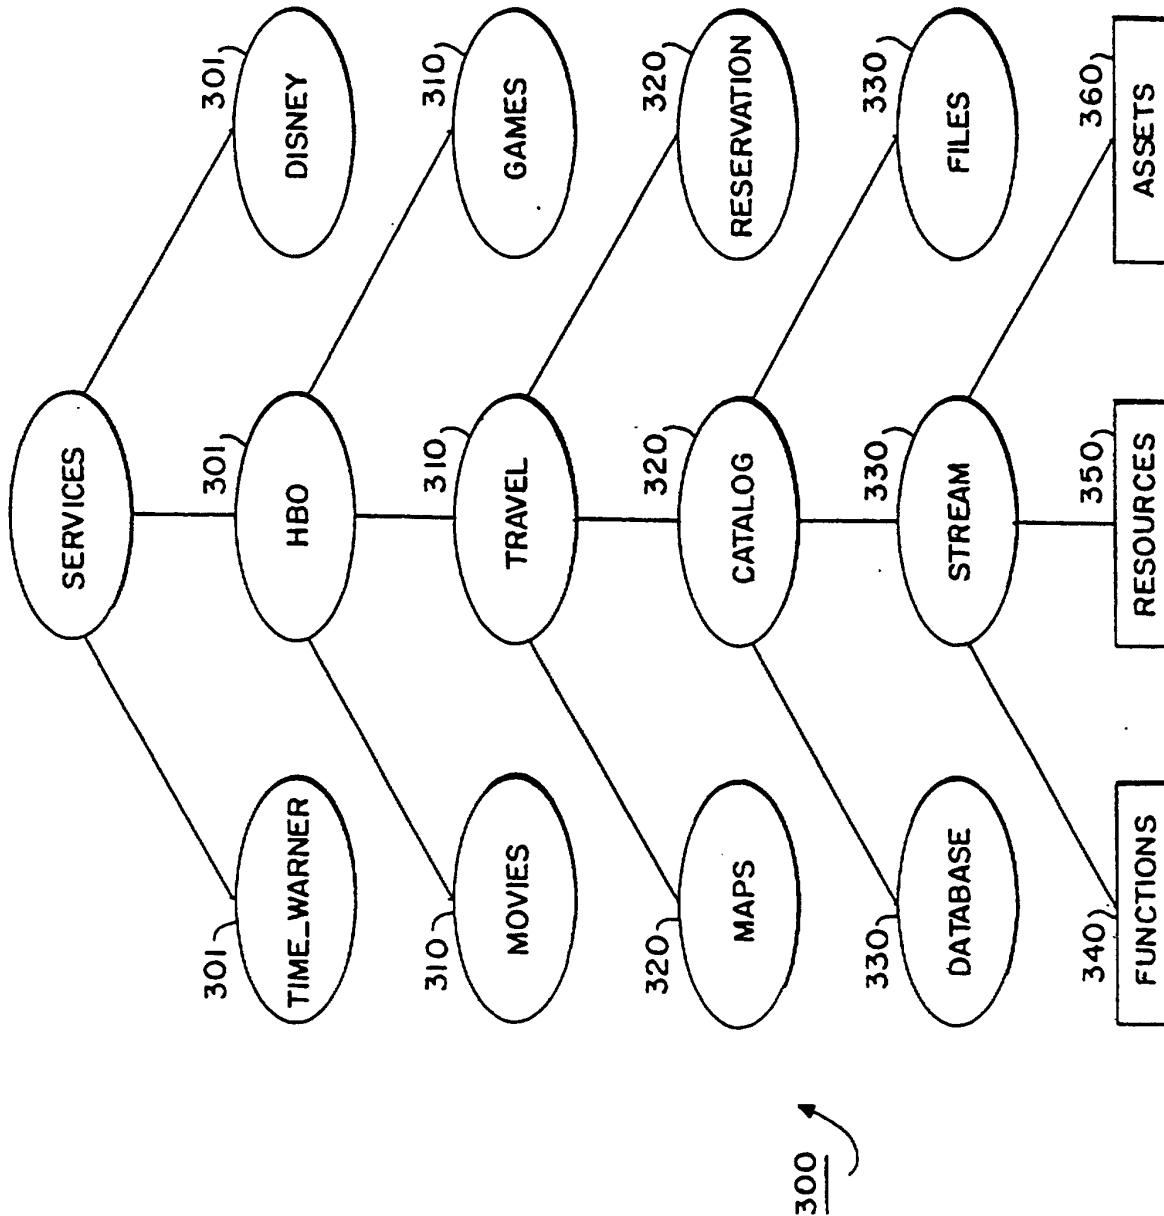 SERVICES
301
TIME_WARNER
301
HBO
301
DISNEY
310
MOVIES
310
TRAVEL
310
GAMES
320
MAPS
320
CATALOG
320
RESERVATION
330
DATABASE
330
STREAM
330
FILES
340
FUNCTIONS
350
RESOURCES
360
ASSETS
300